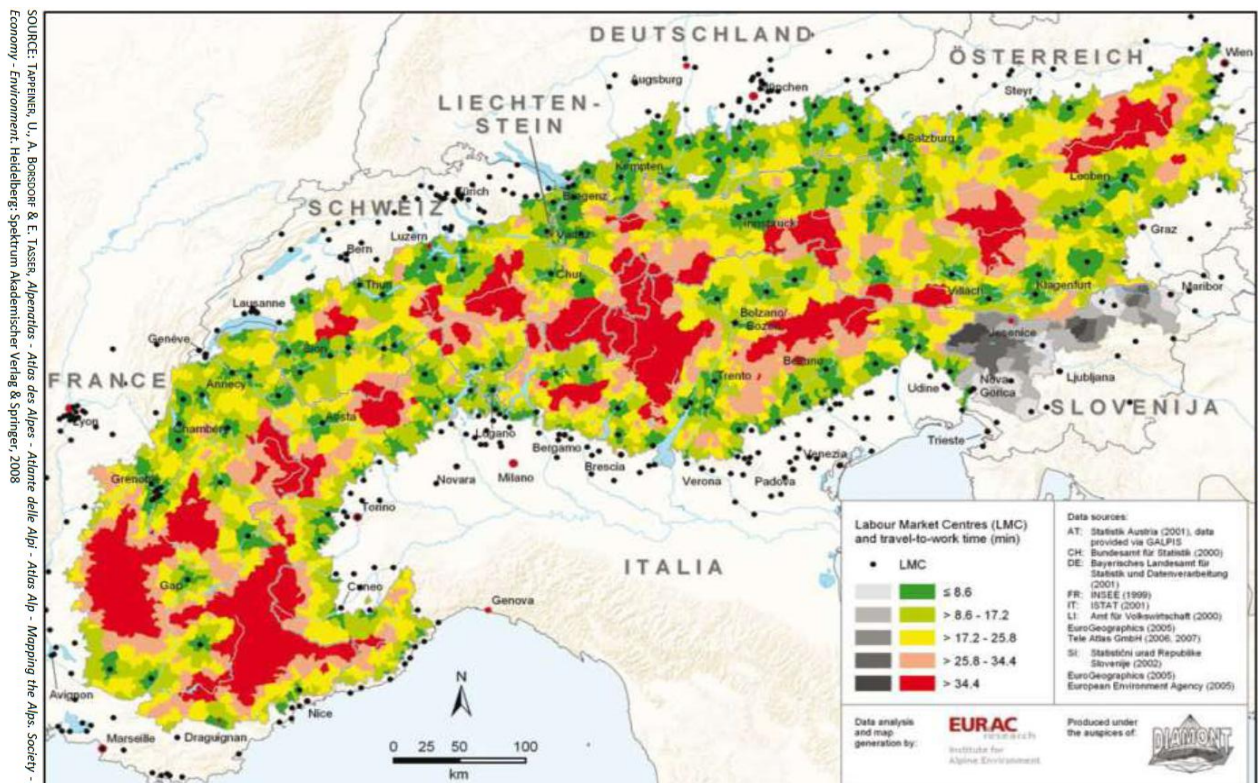 SOURCE: TAPPEINER, U., A. BORSDORF & E. TASSER, Alpenatlas - Atlas des Alpes - Atlante delle Alpi - Atlas Alp - Mapping the Alps. Society -
Economy - Environment. Heidelberg: Spektrum Akademischer Verlag & Springer, 2008
DEUTSCHLAND
ÖSTERREICH
Wien
Augsburg
München
Steyr
LIECHTEN-
STEIN
Salzburg
Kempten
Leoben
Zürich
Bregenz
SCHWEIZ
Innsbruck
Luzern
Vaduz
Graz
Bern
Chur
Thun
Villach
Klagenfurt
Maribor
Lausanne
Bolzano/
Bozen
Jesenice
Genève
Sion
Belluno
FRANCE
Annecy
Trento
Udine
Nova
Gorica
Ljubljana
Aosta
SLOVENIJA
Lyon
Chambery
Lugano
Bergamo
Trieste
Brescia
Venezia
Grenoble
Novara
Milano
Verona
Padova
Torino
ITALIA
Gap
Cuneo
Genova
Avignon
Nice
Marseille
Draguignan
N
0 25 50 100
km
Labour Market Centres (LMC)
and travel-to-work time (min)
LMC
≤ 8.6
> 8.6 - 17.2
> 17.2 - 25.8
> 25.8 - 34.4
> 34.4
Data sources:
AT: Statistik Austria (2001), data
provided via GALPIS
CH: Bundesamt für Statistik (2000)
DE: Bayerisches Landesamt für
Statistik und Datenverarbeitung
(2001)
FR: INSEE (1999)
IT: ISTAT (2001)
LI: Amt für Volkswirtschaft (2000)
EuroGeographics (2005)
Tele Atlas GmbH (2006, 2007)
SI: Statistični urad Republike
Slovenije (2002)
EuroGeographics (2005)
European Environment Agency (2005)
Data analysis
and map
generation by:
EURAC
research
Institute for
Alpine Environment
Produced under
the auspices of:
DIAMONT